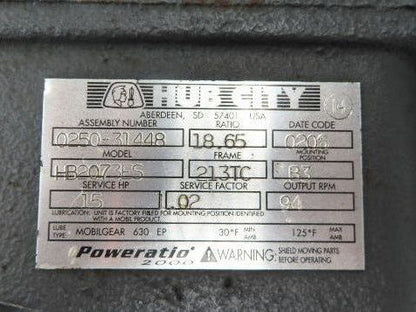 HUB CITY
ABERDEEN, SD 57401 USA
ASSEMBLY NUMBER RATIO DATE CODE
0250-31448 18.65 0206
MODEL FRAME MOUNTING POSITION
213TC B3
SERVICE HP SERVICE FACTOR OUTPUT RPM
15 1.02 94
LUBRICATION: UNIT IS FACTORY FILLED FOR MOUNTING POSITION IDENTIFIED
WITH A MOBIL PRODUCT.
LUBE TYPE MOBILGEAR 630 EP 30°F MIN AMB 125°F MAX AMB
Poweratio 2000 WARNING: SHIELD MOVING PARTS
BEFORE OPERATING